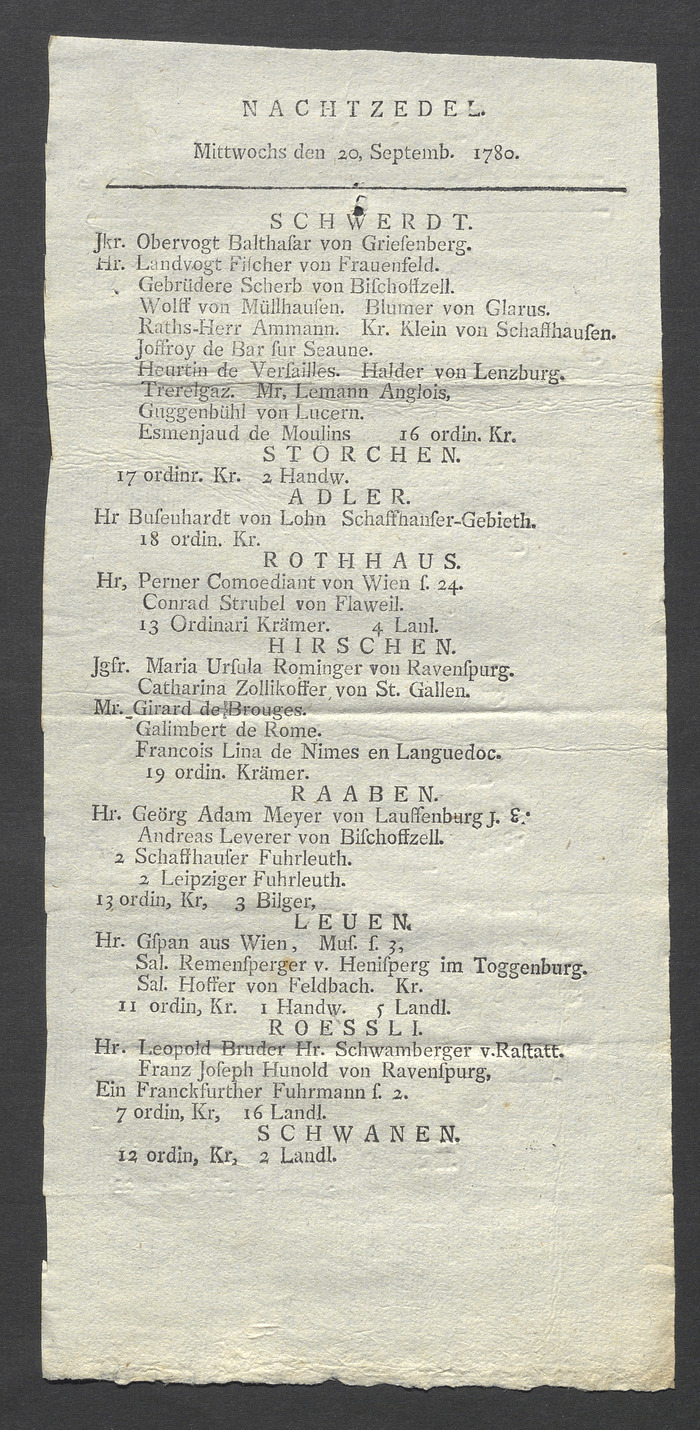 NACHTZEDEL.
Mittwochs den 20, Septemb. 1780.
SCHWERDT.
Jkr. Obervogt Balthaſar von Grieſenberg.
Hr. Landvogt Fiſcher von Frauenfeld.
Gebrüdere Scherb von Biſchoffzell.
Wolff von Müllhauſen. Blumer von Glarus.
Raths-Herr Ammann. Kr. Klein von Schaffhauſen.
Joffroy de Bar ſur Seaune.
Heurtin de Verſailles. Halder von Lenzburg.
Trerelgaz. Mr, Lemann Anglois,
Guggenbühl von Lucern.
Esmenjaud de Moulins 16 ordin. Kr.
STORCHEN.
17 ordinr. Kr. 2 Handw.
ADLER.
Hr Buſenhardt von Lohn Schaffhanſer-Gebieth.
18 ordin. Kr.
ROTHHAUS.
Hr, Perner Comoediant von Wien ſ. 24.
Conrad Strubel von Flaweil.
13 Ordinari Krämer. 4 Lanl.
HIRSCHEN.
Jgfr. Maria Urſula Rominger von Ravenſpurg.
Catharina Zollikoffer von St. Gallen.
Mr. Girard de Brouges.
Galimbert de Rome.
Francois Lina de Nimes en Languedoc.
19 ordin. Krämer.
RAABEN.
Hr. Geörg Adam Meyer von Lauffenburg J. &.
Andreas Leverer von Biſchoffzell.
2 Schaffhauſer Fuhrleuth.
2 Leipziger Fuhrleuth.
13 ordin, Kr, 3 Bilger,
LEUEN.
Hr. Gſpan aus Wien, Muſ. ſ. 3,
Sal. Remenſperger v. Heniſperg im Toggenburg.
Sal. Hoffer von Feldbach. Kr.
11 ordin, Kr. 1 Handw. 5 Landl.
ROESSLI.
Hr. Leopold Bruder Hr. Schwamberger v.Raſtatt.
Franz Joſeph Hunold von Ravenſpurg,
Ein Franckfurther Fuhrmann ſ. 2.
7 ordin, Kr, 16 Landl.
SCHWANEN.
12 ordin, Kr, 2 Landl.